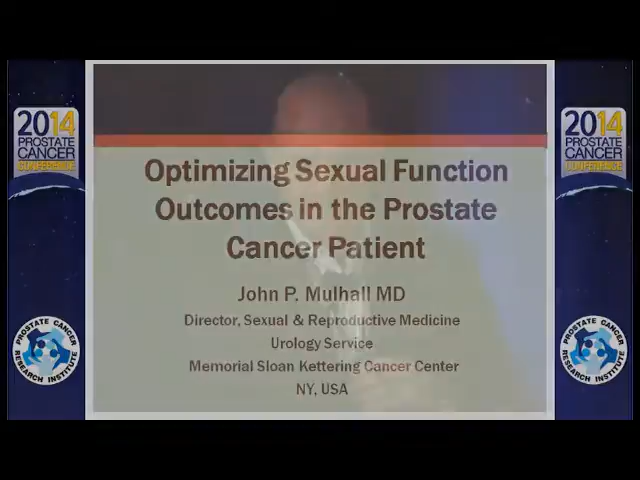 2014
PROSTATE
CANCER
CONFERENCE
2014
PROSTATE
CANCER
CONFERENCE
Optimizing Sexual Function
Outcomes in the Prostate
Cancer Patient
John P. Mulhall MD
Director, Sexual & Reproductive Medicine
Urology Service
Memorial Sloan Kettering Cancer Center
NY, USA
PROSTATE CANCER
RESEARCH INSTITUTE
PROSTATE CANCER
RESEARCH INSTITUTE